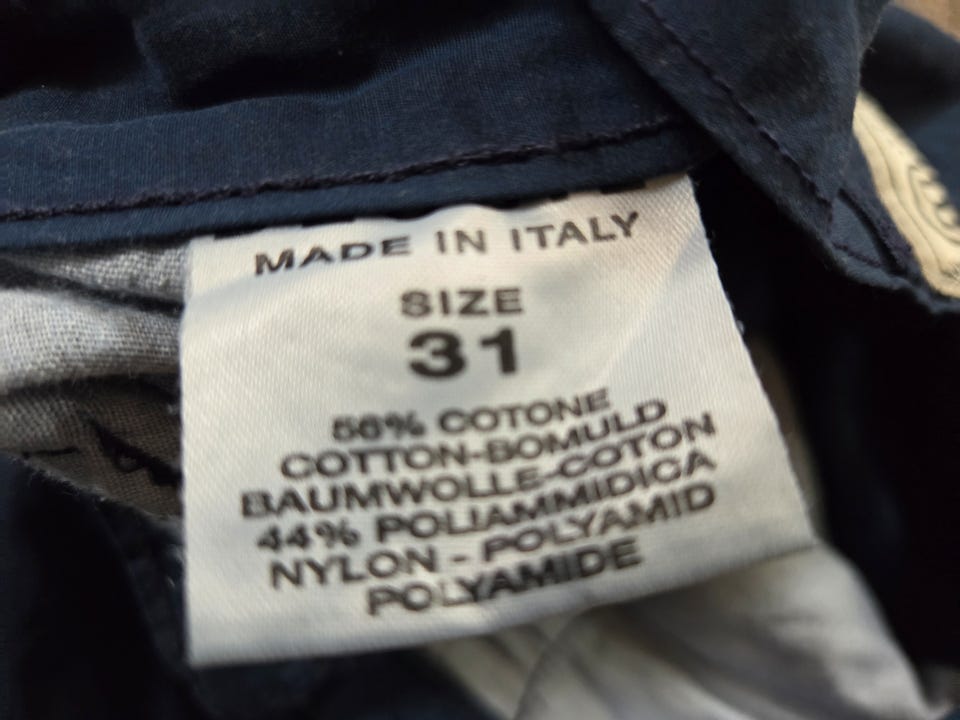 MADE IN ITALY
SIZE
31
56% COTONE
COTTON-BOMULD
BAUMWOLLE-COTON
44% POLIAMMIDICA
NYLON - POLYAMID
POLYAMIDE